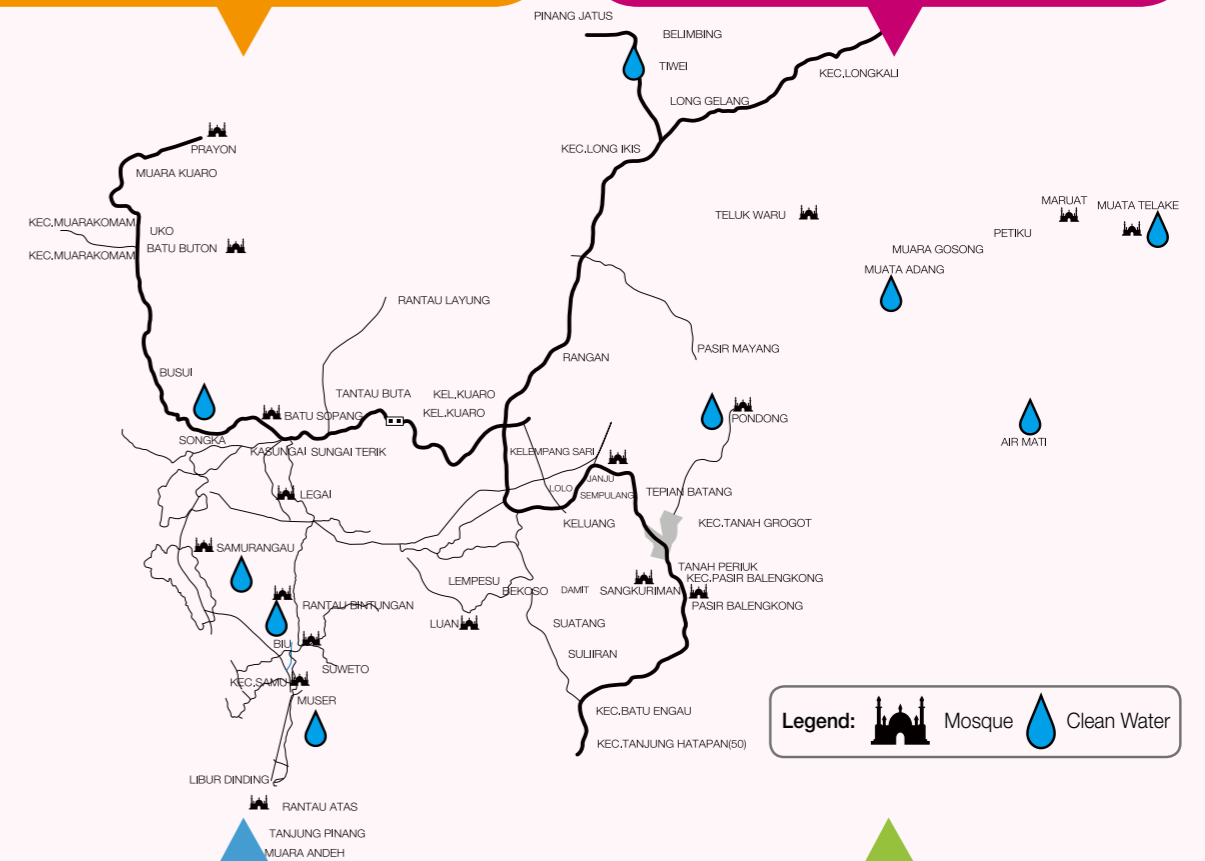 PINANG JATUS
BELIMBING
TIWEI
KEC.LONGKALI
LONG GELANG
KEC.LONG IKIS
PRAYON
MUARA KUARO
KEC.MUARAKOMAM
UKO
BATU BUTON
KEC.MUARAKOMAM
TELUK WARU
MARUAT
MUATA TELAKE
PETIKU
MUARA GOSONG
MUATA ADANG
RANTAU LAYUNG
PASIR MAYANG
RANGAN
BUSUI
TANTAU BUTA
KEL.KUARO
KEL.KUARO
BATU SOPANG
PONDONG
AIR MATI
SONGKA
KASUNGAI
SUNGAI TERIK
KELEMPANG SARI
JANJU
LOLO
SEMPULANG
TEPIAN BATANG
LEGAI
KELUANG
KEC.TANAH GROGOT
SAMURANGAU
TANAH PERIUK
KEC.PASIR BALENGKONG
LEMPESU
BEKOSO
DAMIT
SANGKURIMAN
PASIR BALENGKONG
RANTAU BINTUNGAN
LUAN
SUATANG
BIU
SULIIRAN
SUWETO
KEC.SAMU
MUSER
KEC.BATU ENGAU
KEC.TANJUNG HATAPAN(50)
Legend: Mosque Clean Water
LIBUR DINDING
RANTAU ATAS
TANJUNG PINANG
MUARA ANDEH